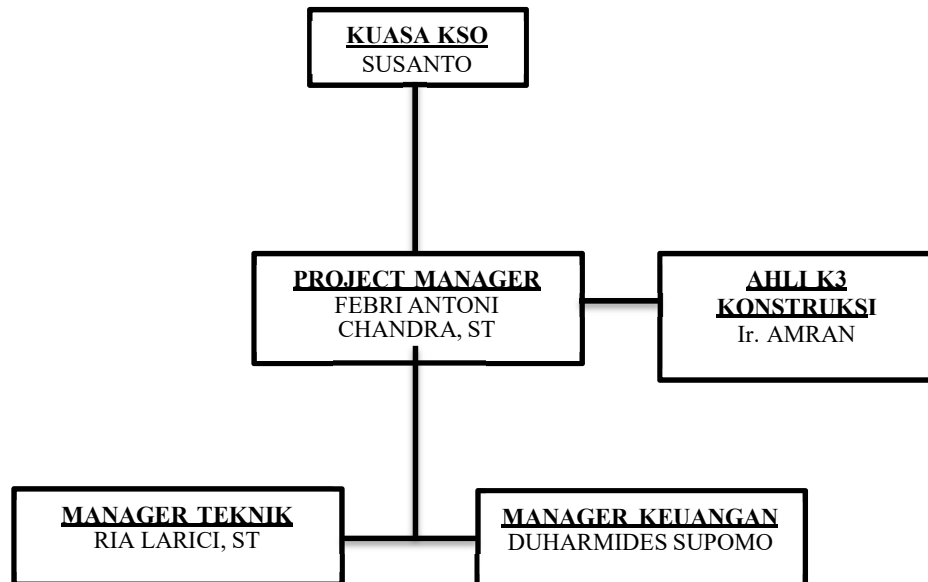 KUASA KSO
SUSANTO
PROJECT MANAGER
FEBRI ANTONI
CHANDRA, ST
AHLI K3
KONSTRUKSI
Ir. AMRAN
MANAGER TEKNIK
RIA LARICI, ST
MANAGER KEUANGAN
DUHARMIDES SUPOMO